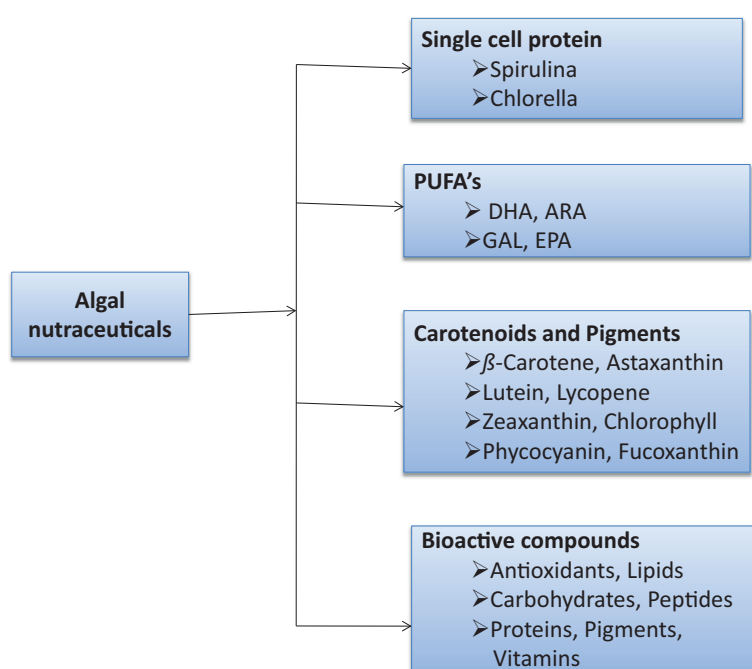 Single cell protein
➢Spirulina
➢Chlorella
PUFA’s
➢ DHA, ARA
➢GAL, EPA
Algal
nutraceuticals
Carotenoids and Pigments
➢ß-Carotene, Astaxanthin
➢Lutein, Lycopene
➢Zeaxanthin, Chlorophyll
➢Phycocyanin, Fucoxanthin
Bioactive compounds
➢Antioxidants, Lipids
➢Carbohydrates, Peptides
➢Proteins, Pigments,
Vitamins